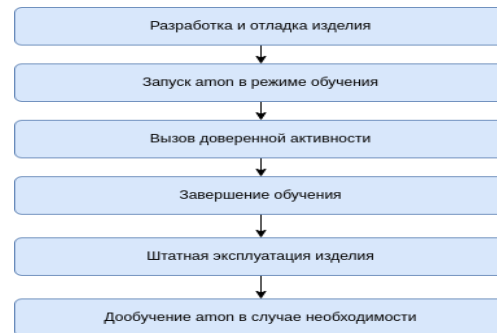 Разработка и отладка изделия
Запуск amon в режиме обучения
Вызов доверенной активности
Завершение обучения
Штатная эксплуатация изделия
Дообучение amon в случае необходимости